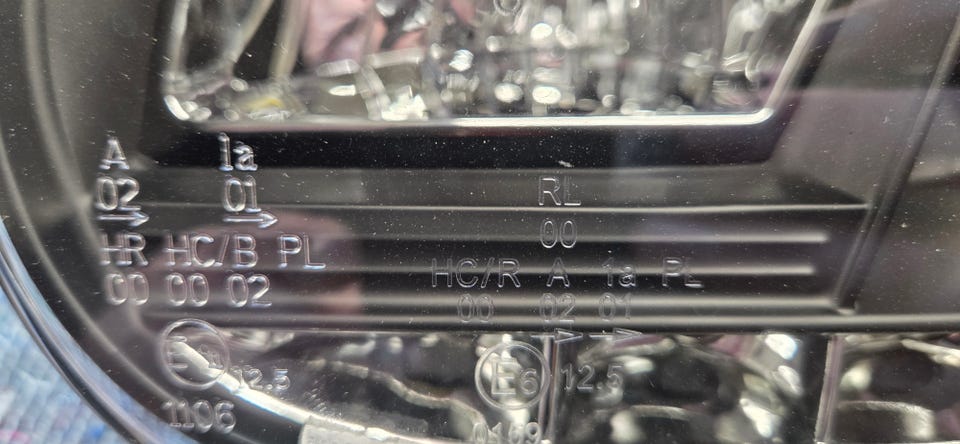 A 1a
02 01
→ →
HR HC/B PL
00 00 02
E 12.5
1106
RL
00
HC/R A 1a PL
00 02 01
E6 12.5